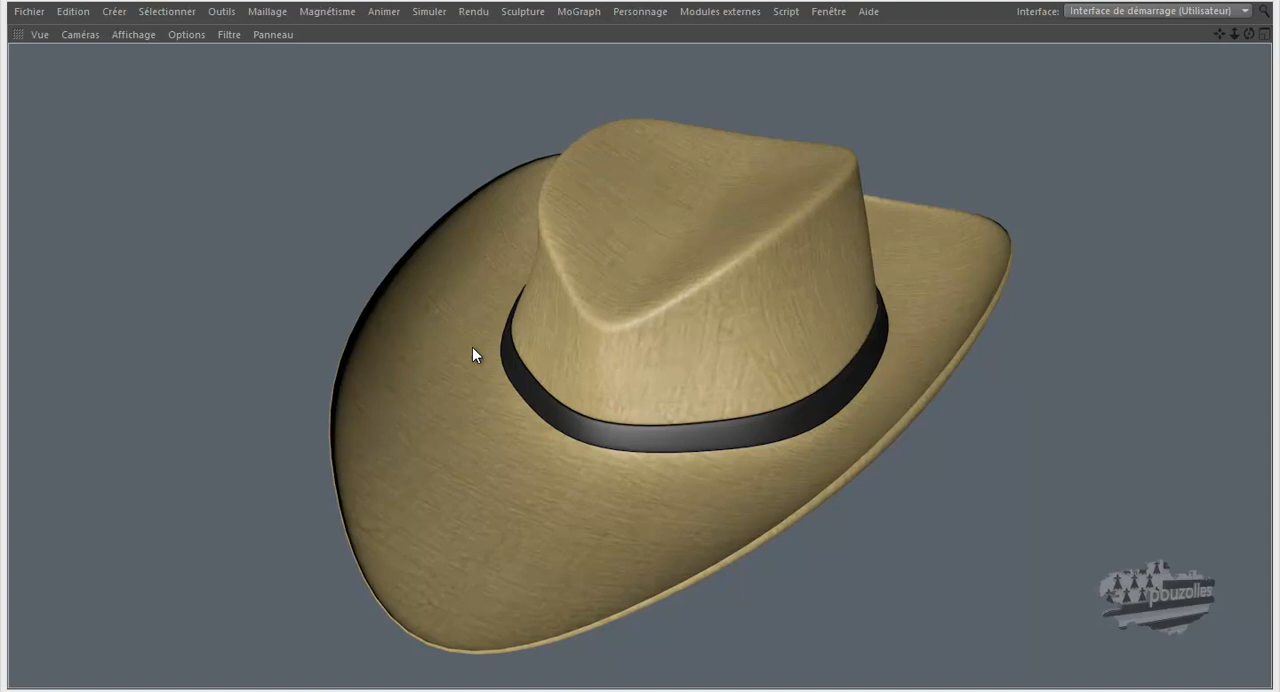 Fichier Edition Créer Sélectionner Outils Maillage Magnétisme Animer Simuler Rendu Sculpture MoGraph Personnage Modules externes Script Fenêtre Aide Interface: Interface de démarrage (Utilisateur)
Vue Caméras Affichage Options Filtre Panneau
pouzolles